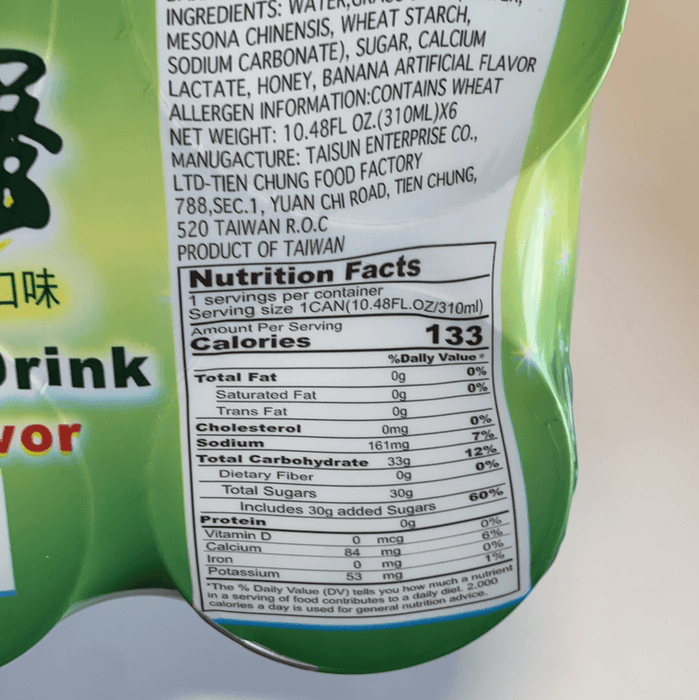 INGREDIENTS: WATER,
MESONA CHINENSIS, WHEAT STARCH,
SODIUM CARBONATE), SUGAR, CALCIUM
LACTATE, HONEY, BANANA ARTIFICIAL FLAVOR
ALLERGEN INFORMATION:CONTAINS WHEAT
NET WEIGHT: 10.48FL OZ.(310ML)X6
MANUGACTURE: TAISUN ENTERPRISE CO.,
LTD-TIEN CHUNG FOOD FACTORY
788,SEC.1, YUAN CHI ROAD, TIEN CHUNG,
520 TAIWAN R.O.C
PRODUCT OF TAIWAN
口味
Drink
vor
Nutrition Facts
1 servings per container
Serving size 1CAN(10.48FL.OZ/310ml)
Amount Per Serving
Calories 133
%Daily Value *
Total Fat 0g 0%
Saturated Fat 0g 0%
Trans Fat 0g
Cholesterol 0mg 0%
Sodium 161mg 7%
Total Carbohydrate 33g 12%
Dietary Fiber 0g 0%
Total Sugars 30g
Includes 30g added Sugars 60%
Protein 0g
Vitamin D 0 mcg 0%
Calcium 84 mg 6%
Iron 0 mg 0%
Potassium 53 mg 1%
*The % Daily Value (DV) tells you how much a nutrient
in a serving of food contributes to a daily diet. 2,000
calories a day is used for general nutrition advice.